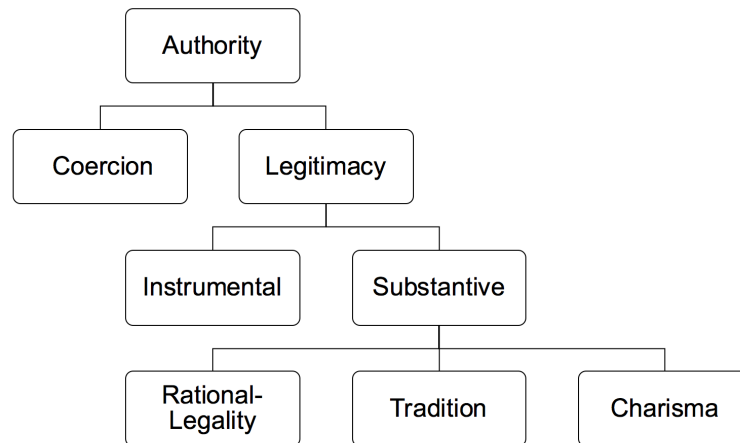 Authority
Coercion
Legitimacy
Instrumental
Substantive
Rational-
Legality
Tradition
Charisma